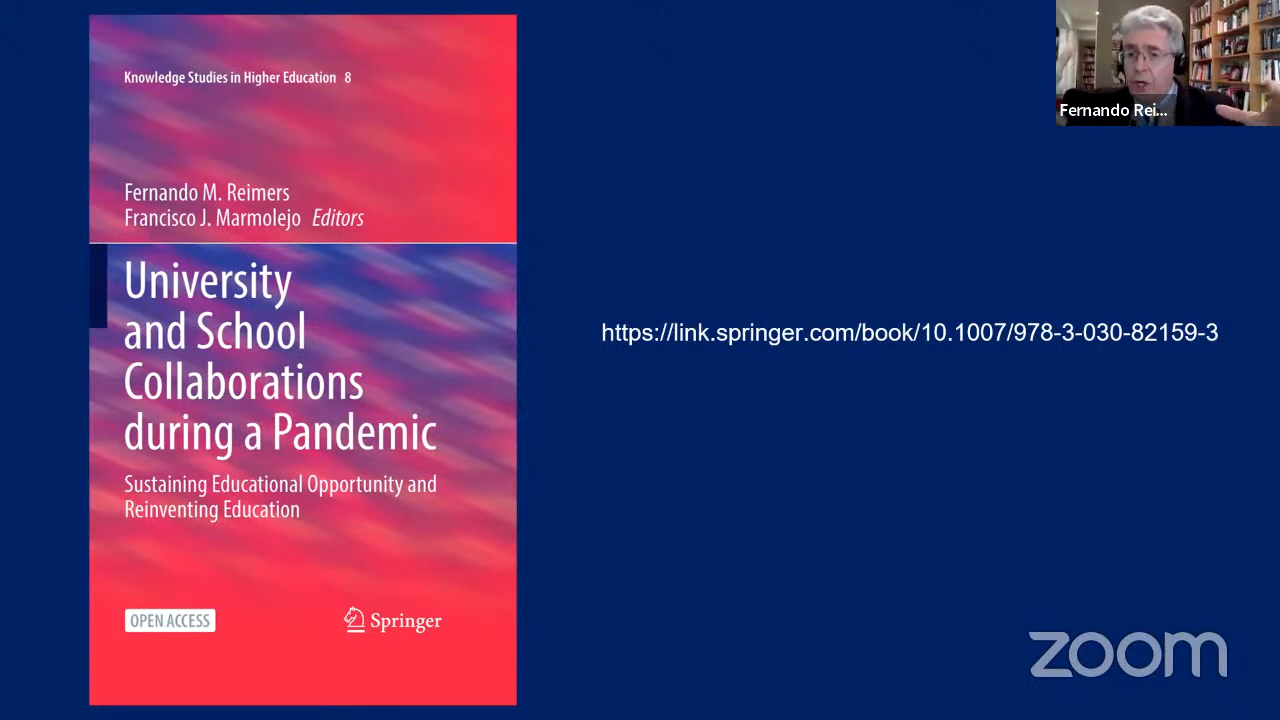 Knowledge Studies in Higher Education 8
Fernando M. Reimers
Francisco J. Marmolejo Editors
University
and School
Collaborations
during a Pandemic
Sustaining Educational Opportunity and
Reinventing Education
OPEN ACCESS
Springer
https://link.springer.com/book/10.1007/978-3-030-82159-3
Fernando Rei...
zoom